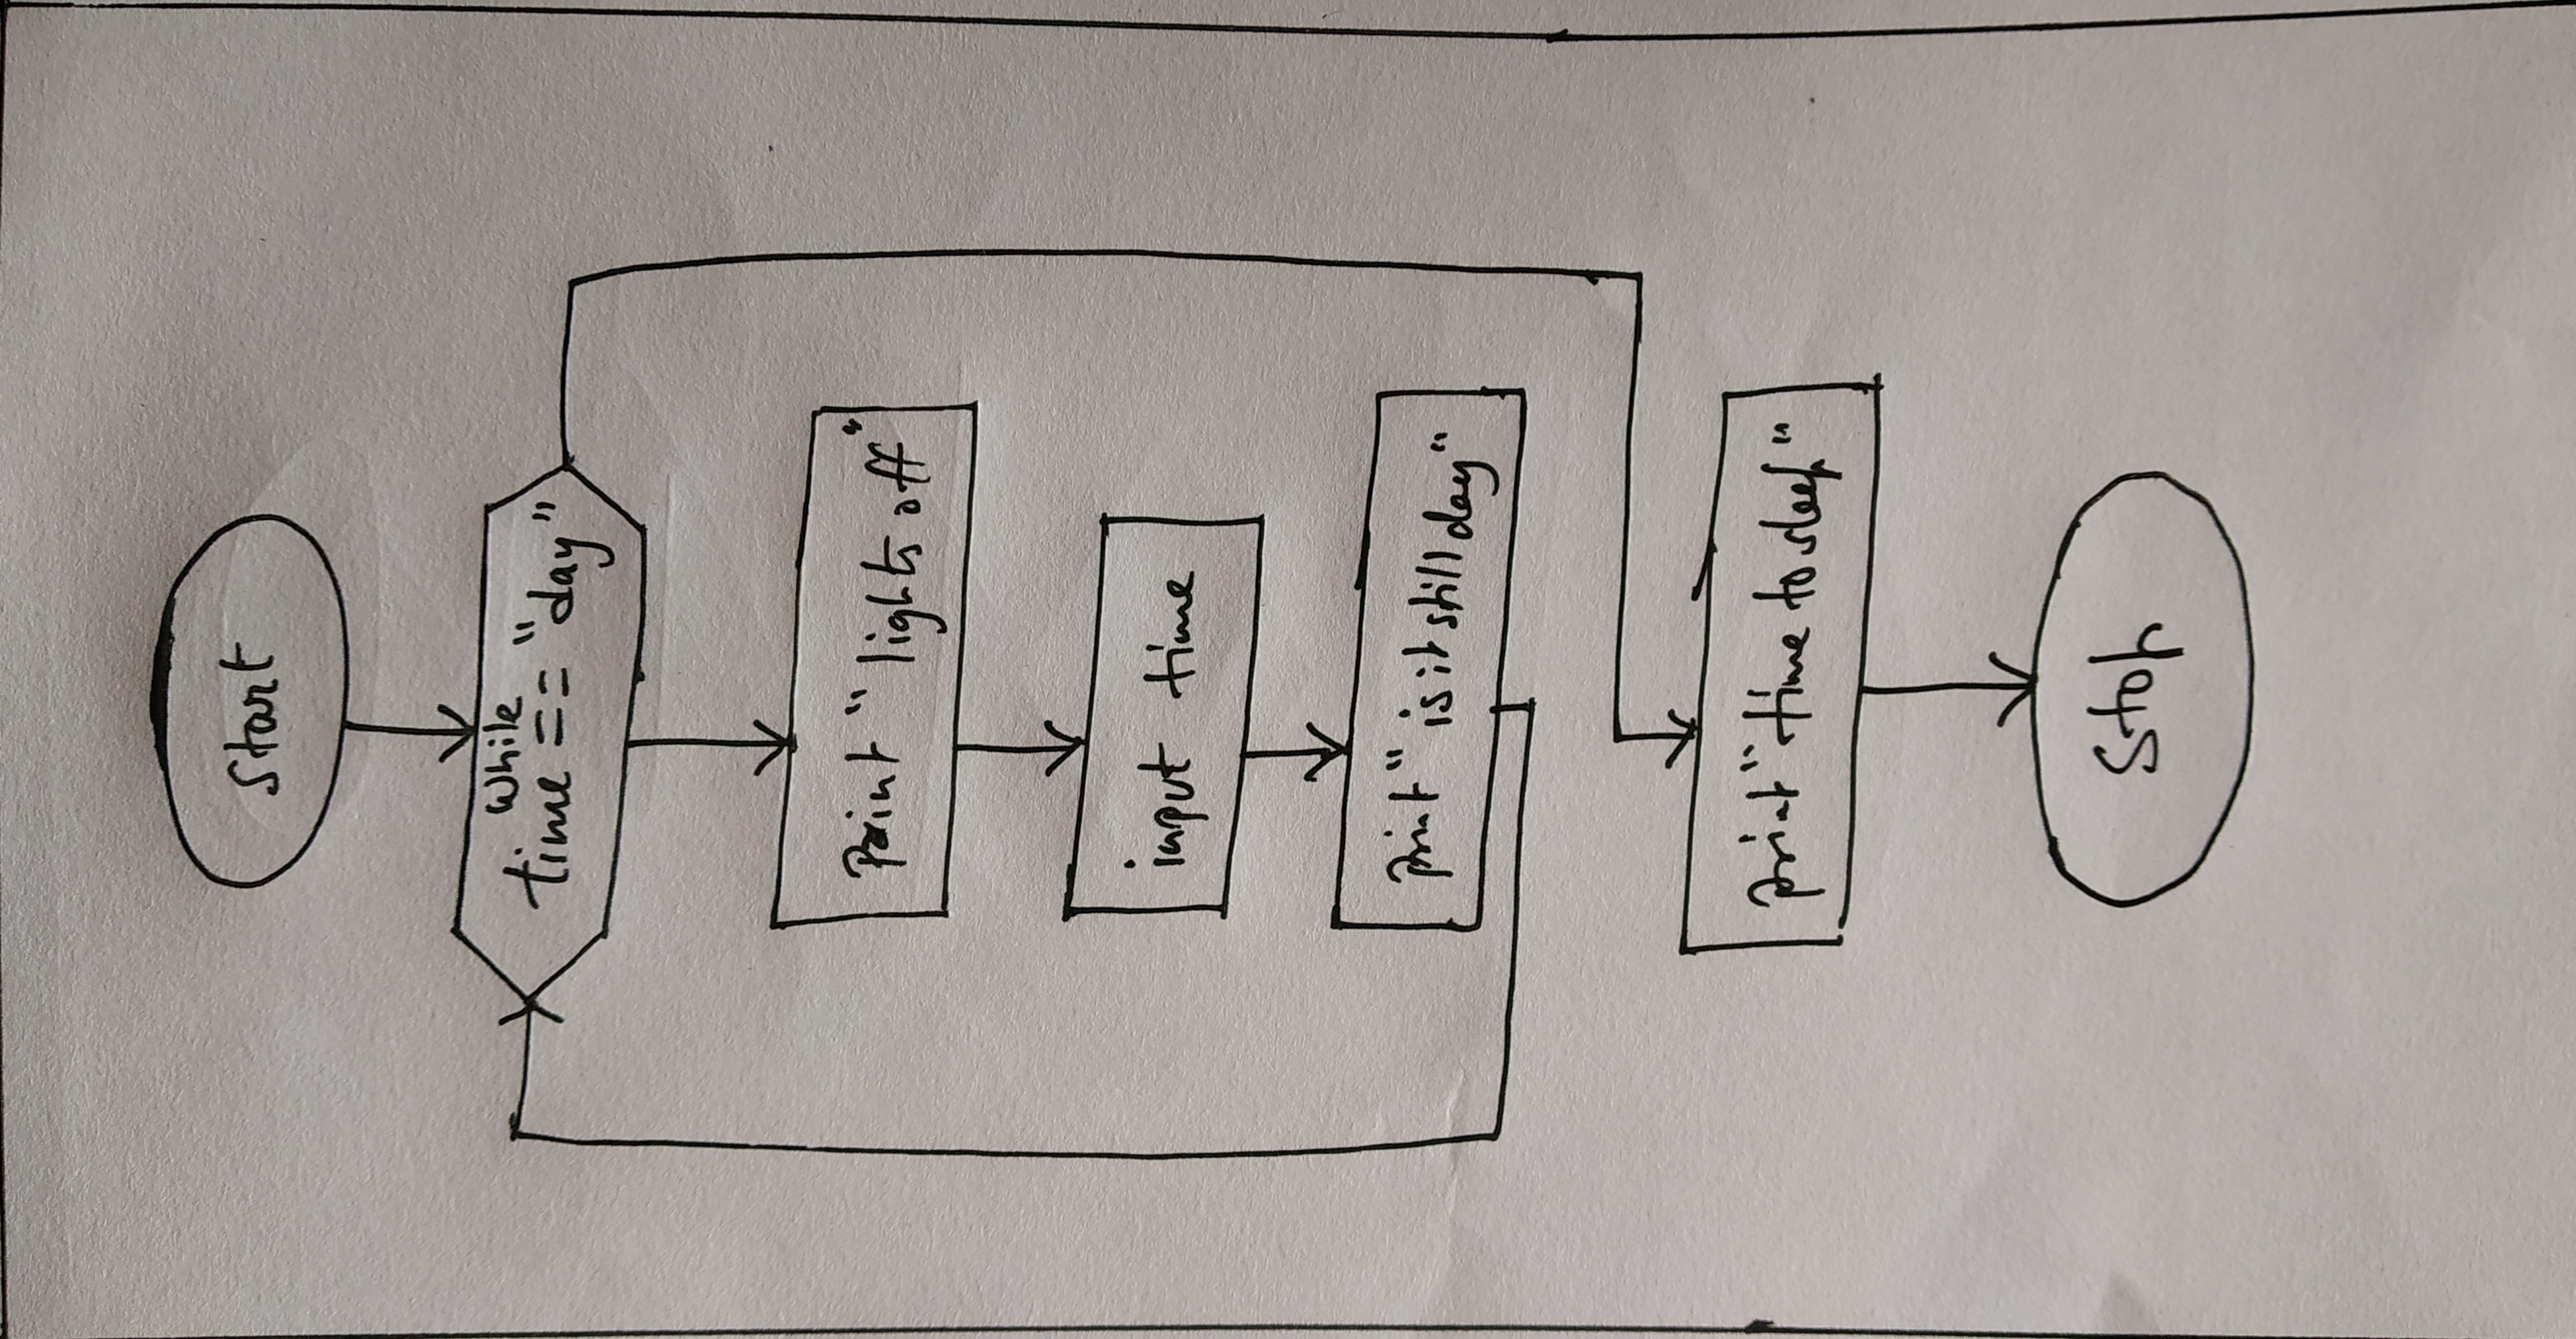 Start
While
time == "day"
Print "lights off"
input time
print "is it still day"
print "time to sleep"
Stop